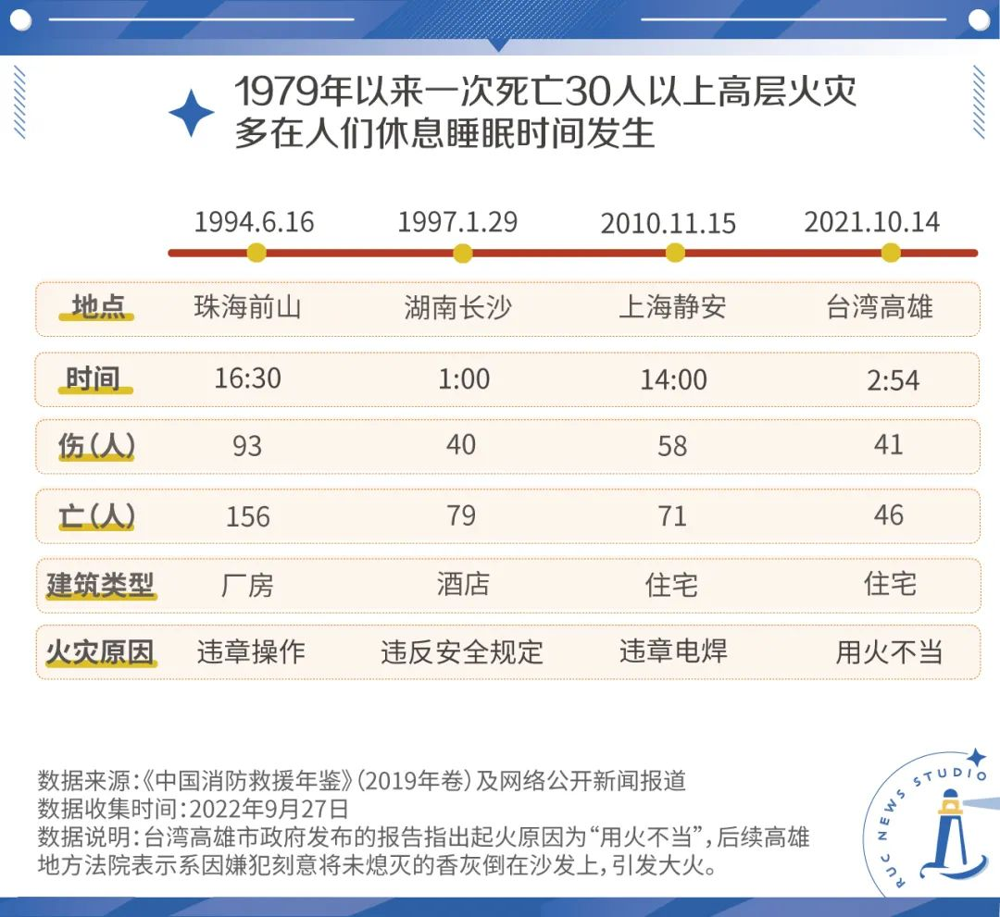 1979年以来一次死亡30人以上高层火灾
多在人们休息睡眠时间发生
1994.6.16 1997.1.29 2010.11.15 2021.10.14
地点 珠海前山 湖南长沙 上海静安 台湾高雄
时间 16:30 1:00 14:00 2:54
伤(人) 93 40 58 41
亡(人) 156 79 71 46
建筑类型 厂房 酒店 住宅 住宅
火灾原因 违章操作 违反安全规定 违章电焊 用火不当
数据来源:《中国消防救援年鉴》(2019年卷)及网络公开新闻报道
数据收集时间:2022年9月27日
数据说明:台湾高雄市政府发布的报告指出起火原因为“用火不当”,后续高雄
地方法院表示系因嫌犯刻意将未熄灭的香灰倒在沙发上,引发大火。
RUC NEWS STUDIO